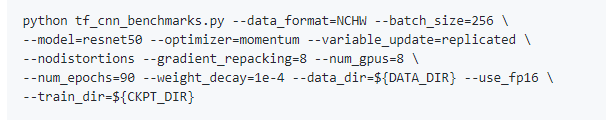 python tf_cnn_benchmarks.py --data_format=NCHW --batch_size=256 \
--model=resnet50 --optimizer=momentum --variable_update=replicated \
--nodistortions --gradient_repacking=8 --num_gpus=8 \
--num_epochs=90 --weight_decay=1e-4 --data_dir=${DATA_DIR} --use_fp16 \
--train_dir=${CKPT_DIR}